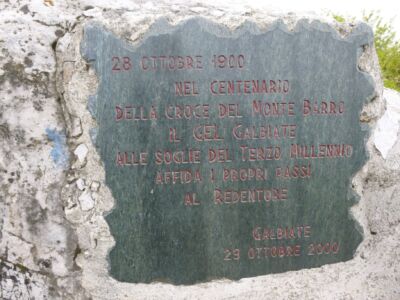 28 OTTOBRE 1900
NEL CENTENARIO
DELLA CROCE DEL MONTE BARRO
IL GEL GALBIATE
ALLE SOGLIE DEL TERZO MILLENNIO
AFFIDA I PROPRI PASSI
AL REDENTORE
GALBIATE
29 OTTOBRE 2000